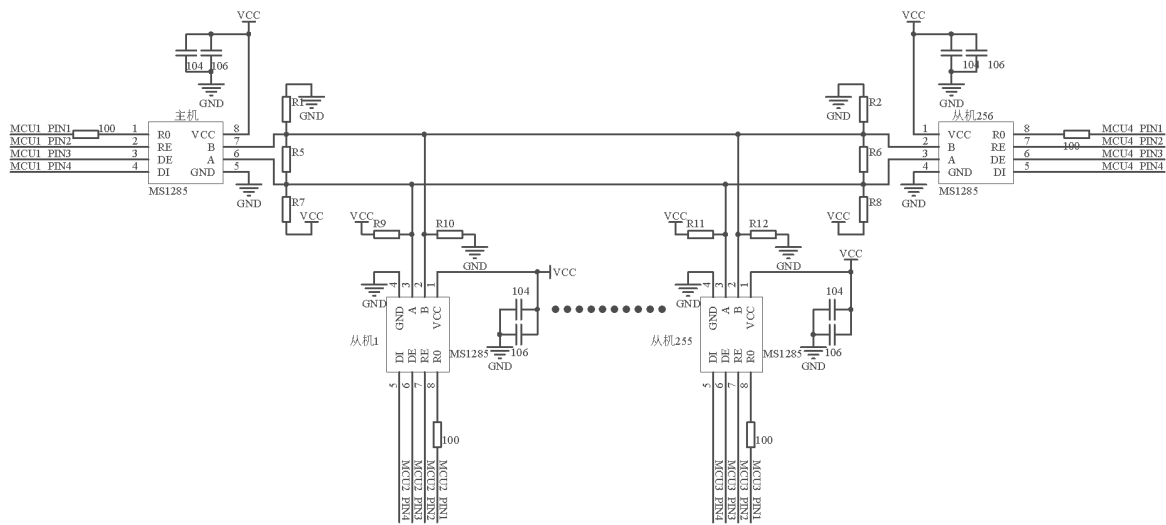 VCC
VCC
104
106
104
106
GND
GND
R1
GND
GND
R2
主机
从机256
MCU1_PIN1
100
1
R0
VCC
8
1
VCC
R0
8
100
MCU4_PIN1
MCU1_PIN2
2
RE
B
7
2
B
RE
7
MCU4_PIN2
MCU1_PIN3
3
DE
A
6
3
A
DE
6
MCU4_PIN3
MCU1_PIN4
4
DI
GND
5
4
GND
DI
5
MCU4_PIN4
R5
R6
MS1285
GND
GND
MS1285
R7
R8
VCC
VCC
VCC
R9
R10
VCC
R11
R12
GND
GND
VCC
VCC
GND
4
3
2
1
GND
4
3
2
1
104
104
GND
A
B
VCC
GND
A
B
VCC
从机1
MS1285
106
从机255
MS1285
106
GND
GND
DI
DE
RE
R0
DI
DE
RE
R0
5
6
7
8
5
6
7
8
100
100
MCU2_PIN4
MCU2_PIN3
MCU2_PIN2
MCU2_PIN1
MCU3_PIN4
MCU3_PIN3
MCU3_PIN2
MCU3_PIN1